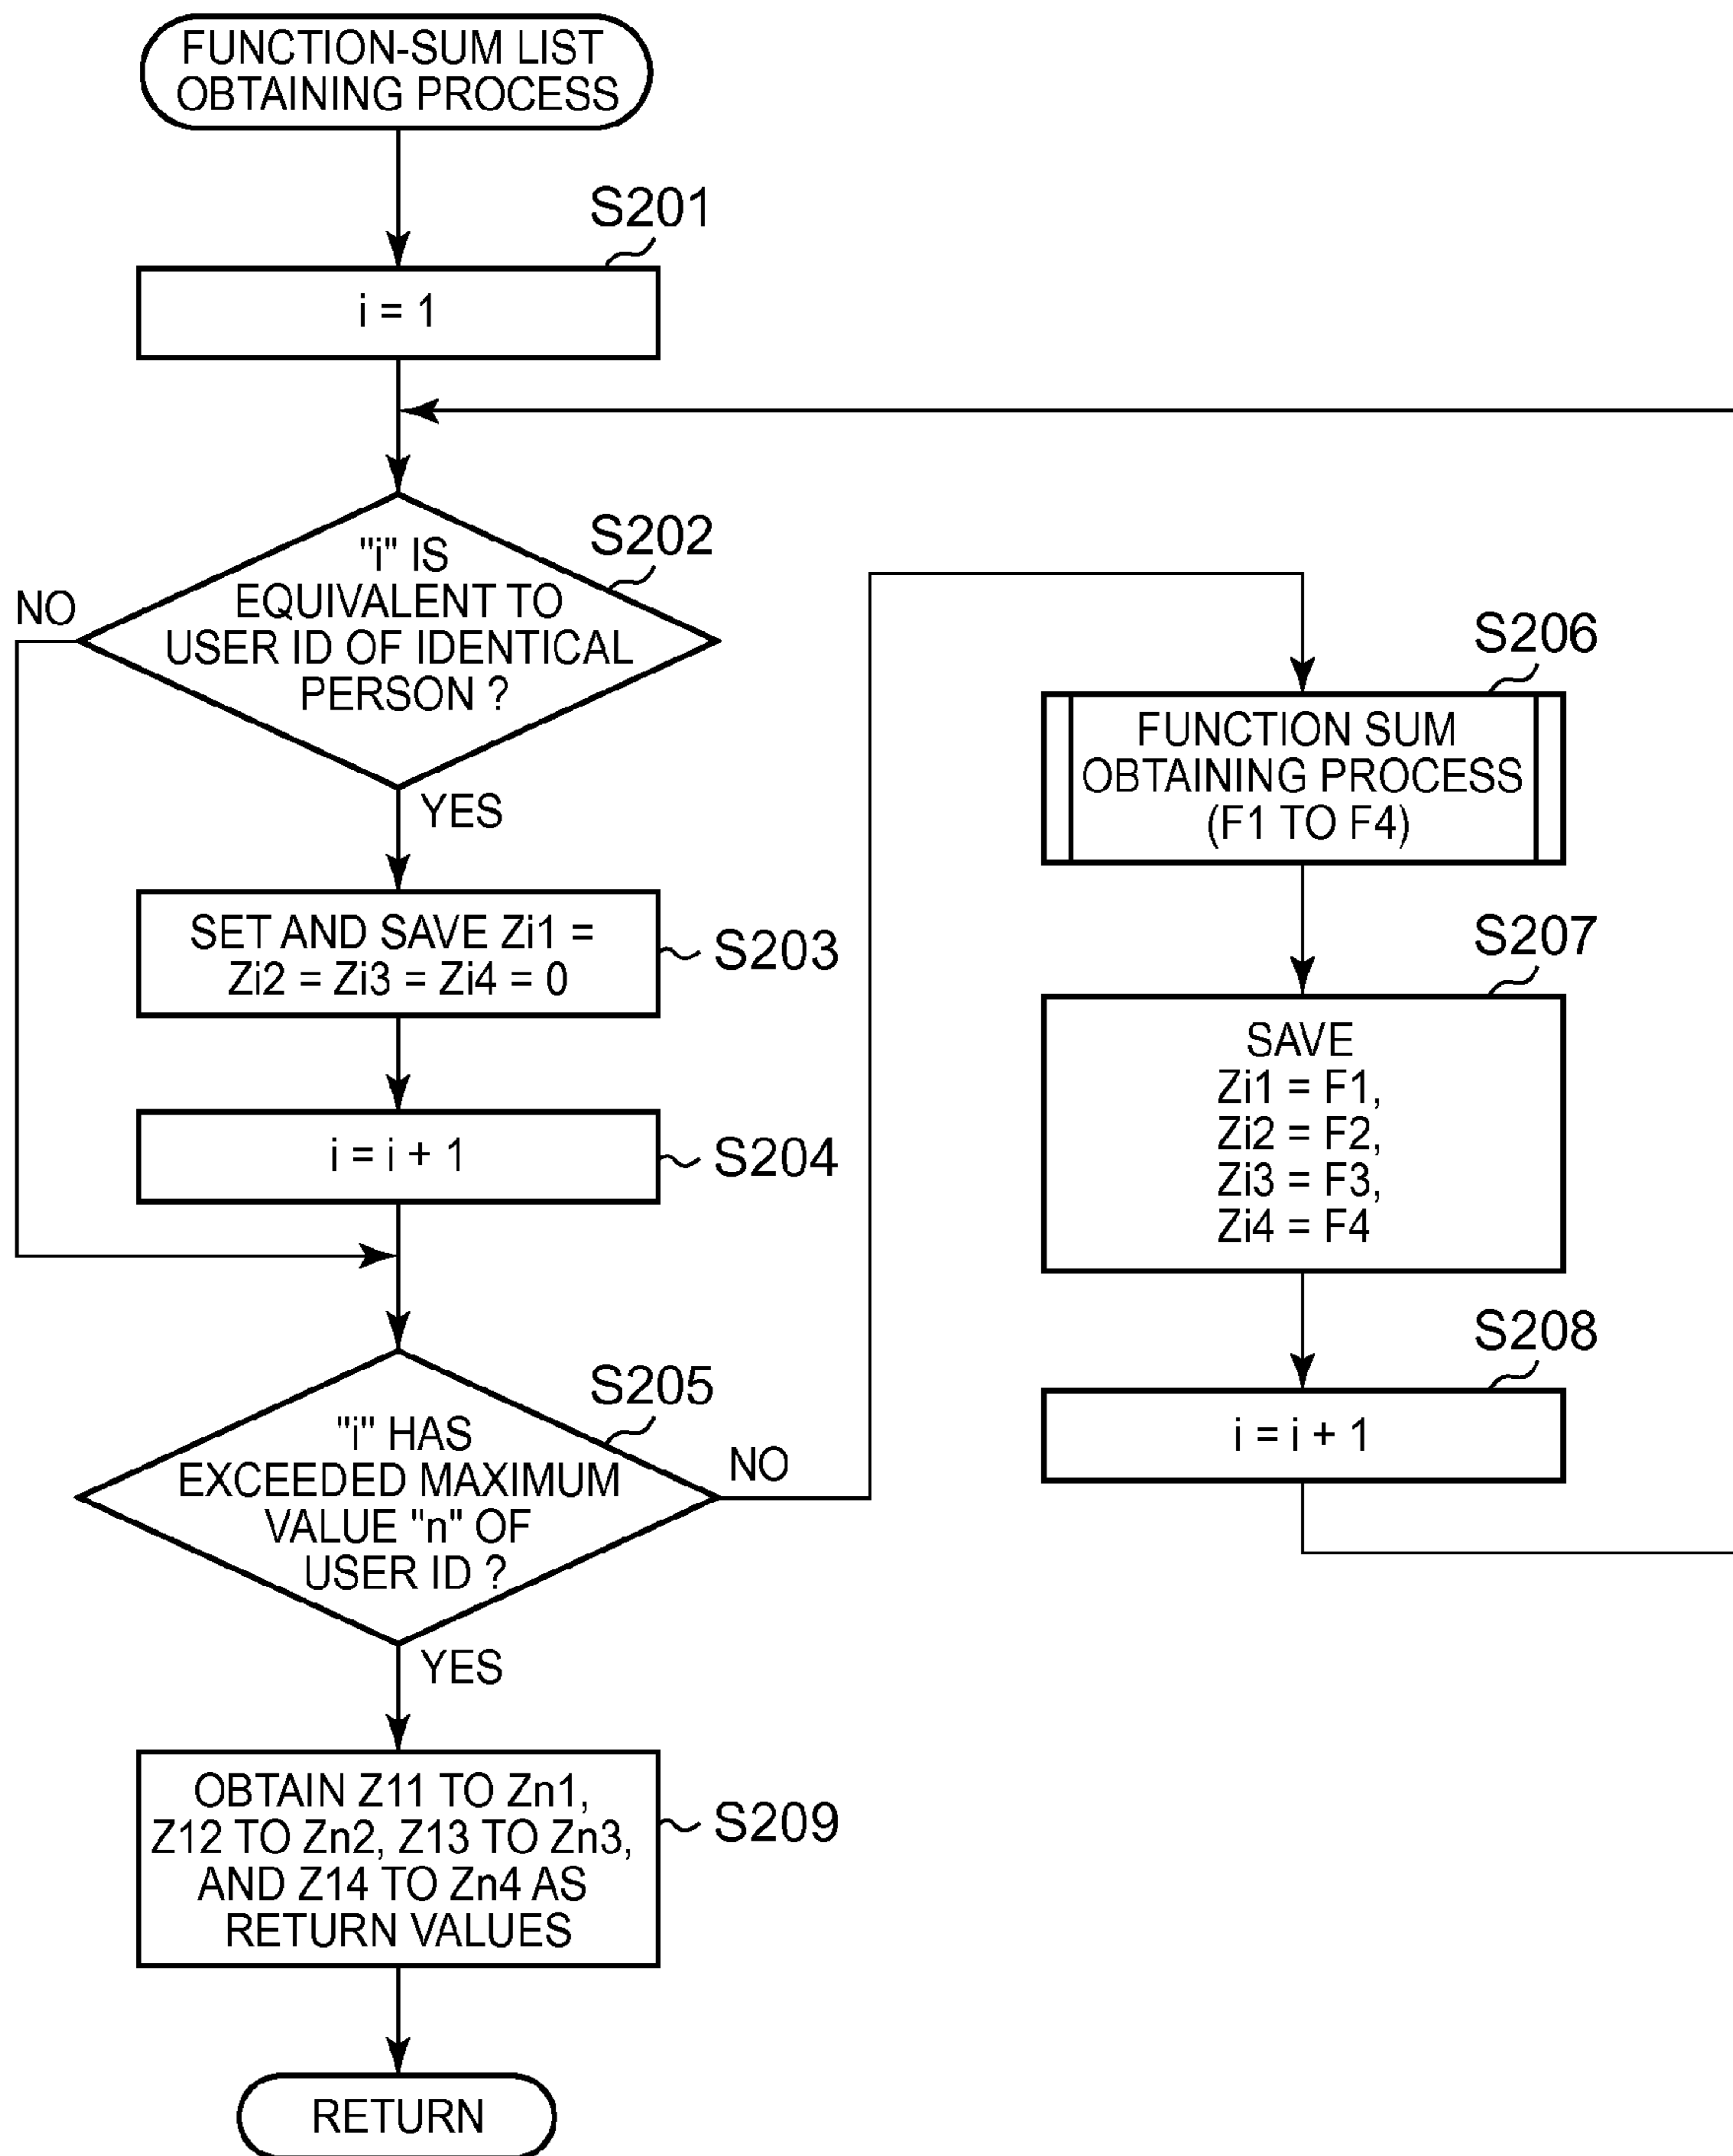 FUNCTION-SUM LIST
OBTAINING PROCESS
S201
i = 1
S202
"i" IS
EQUIVALENT TO
USER ID OF IDENTICAL
PERSON ?
NO
YES
SET AND SAVE Zi1 =
Zi2 = Zi3 = Zi4 = 0
S203
i = i + 1
S204
S205
"i" HAS
EXCEEDED MAXIMUM
VALUE "n" OF
USER ID ?
NO
YES
S206
FUNCTION SUM
OBTAINING PROCESS
(F1 TO F4)
S207
SAVE
Zi1 = F1,
Zi2 = F2,
Zi3 = F3,
Zi4 = F4
S208
i = i + 1
OBTAIN Z11 TO Zn1,
Z12 TO Zn2, Z13 TO Zn3,
AND Z14 TO Zn4 AS
RETURN VALUES
S209
RETURN